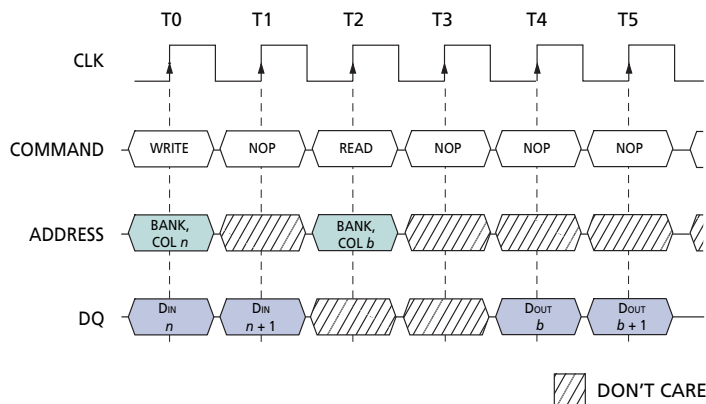 T0 T1 T2 T3 T4 T5
CLK
COMMAND WRITE NOP READ NOP NOP NOP
BANK, BANK,
ADDRESS
COL n COL b
DIN DIN DOUT DOUT
DQ
n n + 1 b b + 1
DON'T CARE